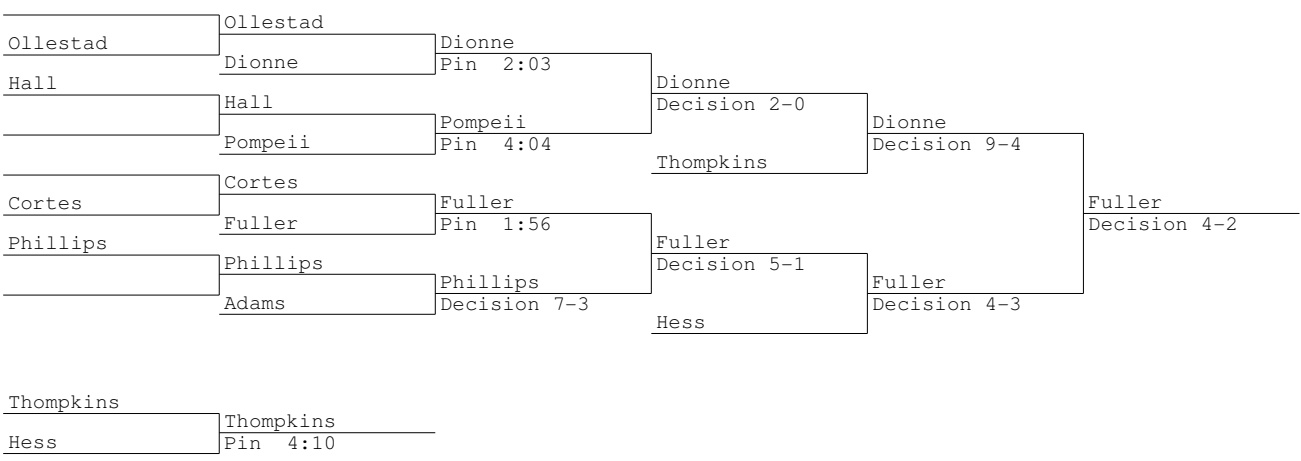 Ollestad
Hall
Cortes
Phillips
Ollestad
Dionne
Hall
Pompeii
Cortes
Fuller
Phillips
Adams
Dionne
Pin 2:03
Pompeii
Pin 4:04
Fuller
Pin 1:56
Phillips
Decision 7-3
Dionne
Decision 2-0
Thompkins
Fuller
Decision 5-1
Hess
Dionne
Decision 9-4
Fuller
Decision 4-3
Fuller
Decision 4-2
Thompkins
Hess
Thompkins
Pin 4:10